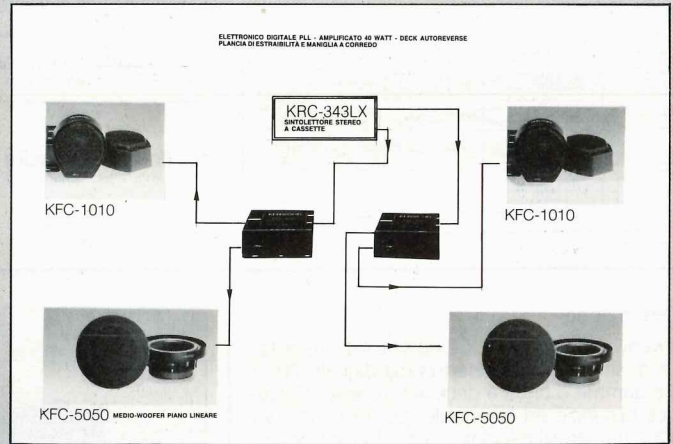 ELETTRONICO DIGITALE PLL - AMPLIFICATO 40 WATT - DECK AUTOREVERSE
PLANCIA DI ESTRAIBILITÀ E MANIGLIA A CORREDO
KRC-343LX
SINTOLETTORE STEREO
A CASSETTE
KFC-1010
KFC-1010
KFC-5050 MEDIO-WOOFER PIANO LINEARE
KFC-5050